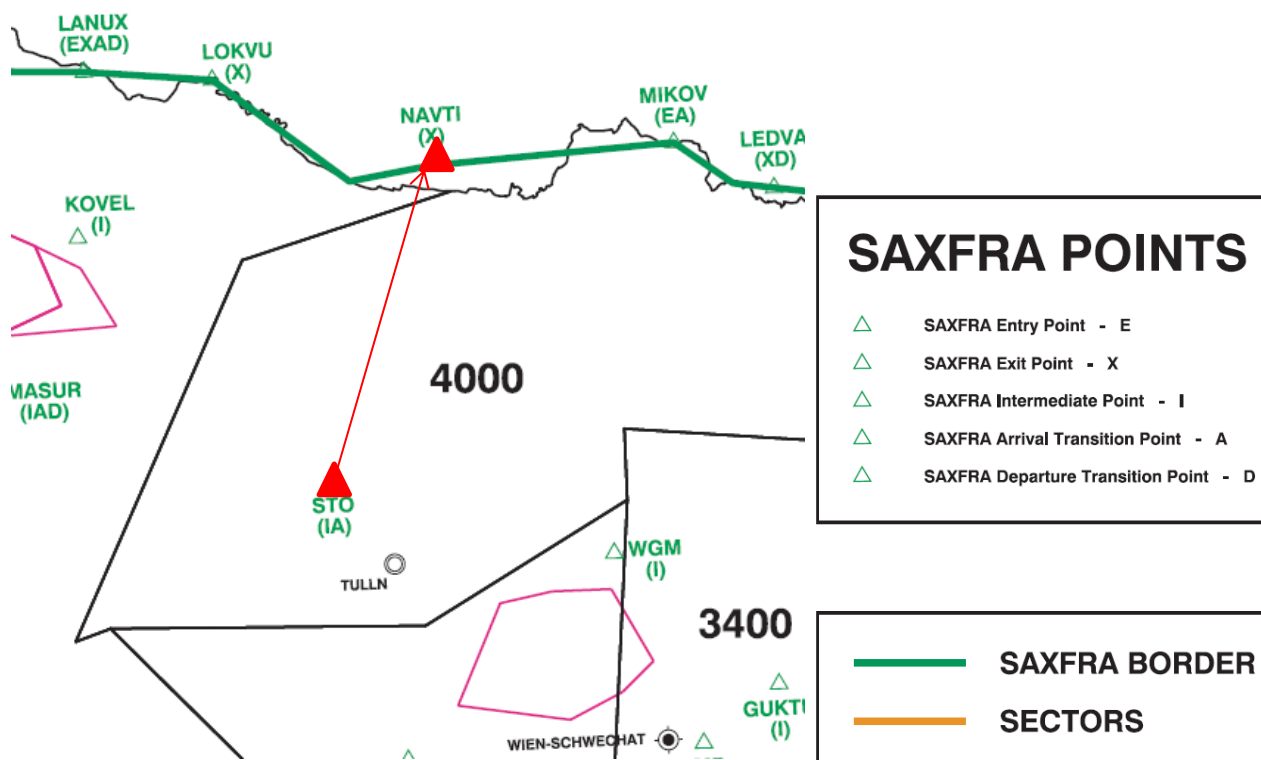 LANUX
(EXAD)
LOKVU
(X)
NAVTI
(X)
MIKOV
(EA)
LEDVA
(XD)
KOVEL
(I)
MASUR
(IAD)
4000
STO
(IA)
TULLN
WGM
(I)
3400
GUKTU
(I)
WIEN-SCHWECHAT
SAXFRA POINTS
SAXFRA Entry Point - E
SAXFRA Exit Point - X
SAXFRA Intermediate Point - I
SAXFRA Arrival Transition Point - A
SAXFRA Departure Transition Point - D
SAXFRA BORDER
SECTORS